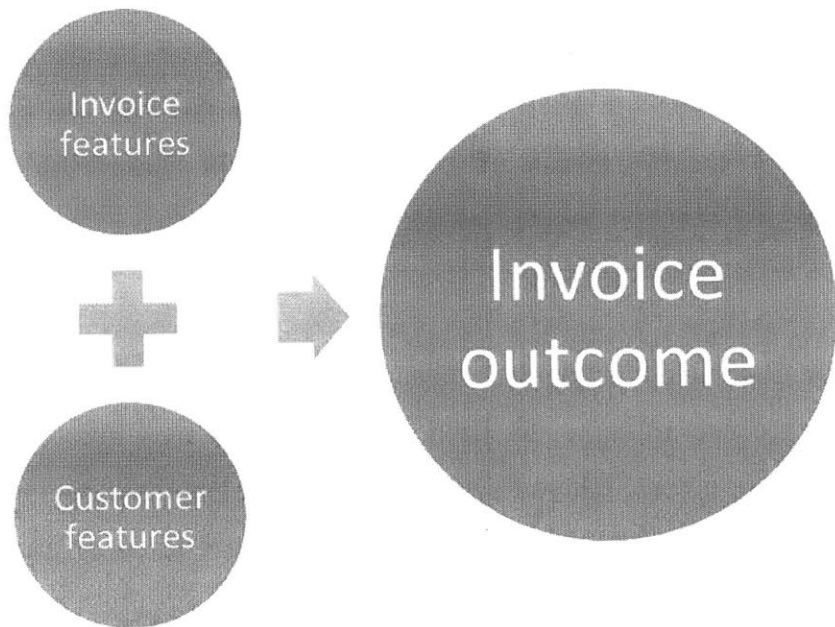 Invoice
features
Customer
features
Invoice
outcome